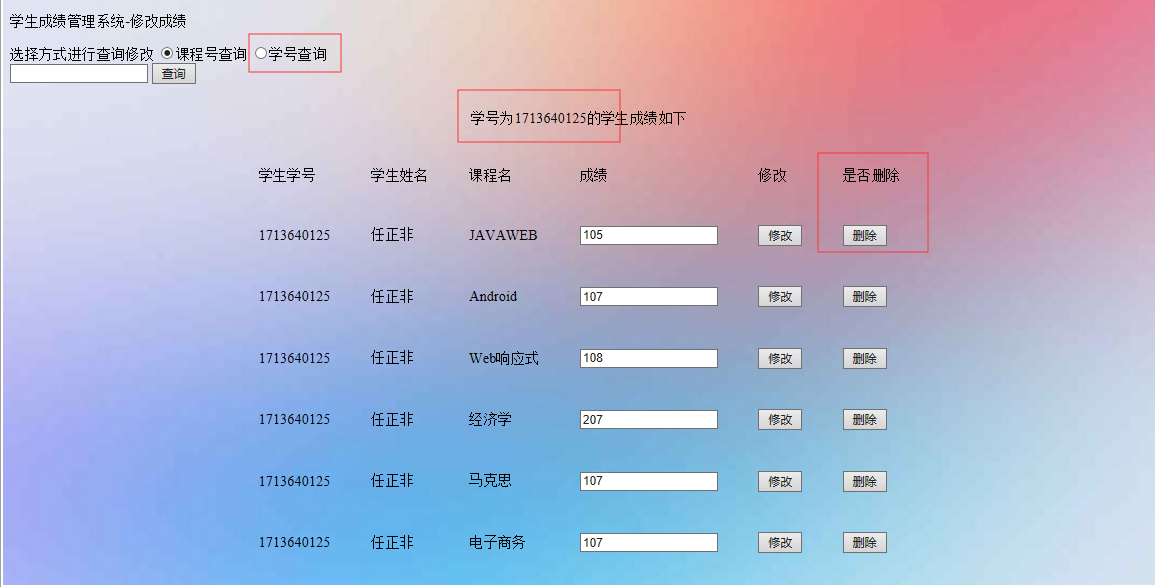 学生成绩管理系统-修改成绩
选择方式进行查询修改 课程号查询 学号查询
查询
学号为1713640125的学生成绩如下
学生学号 学生姓名 课程名 成绩 修改 是否删除
1713640125 任正非 JAVAWEB 105 修改 删除
1713640125 任正非 Android 107 修改 删除
1713640125 任正非 Web响应式 108 修改 删除
1713640125 任正非 经济学 207 修改 删除
1713640125 任正非 马克思 107 修改 删除
1713640125 任正非 电子商务 107 修改 删除